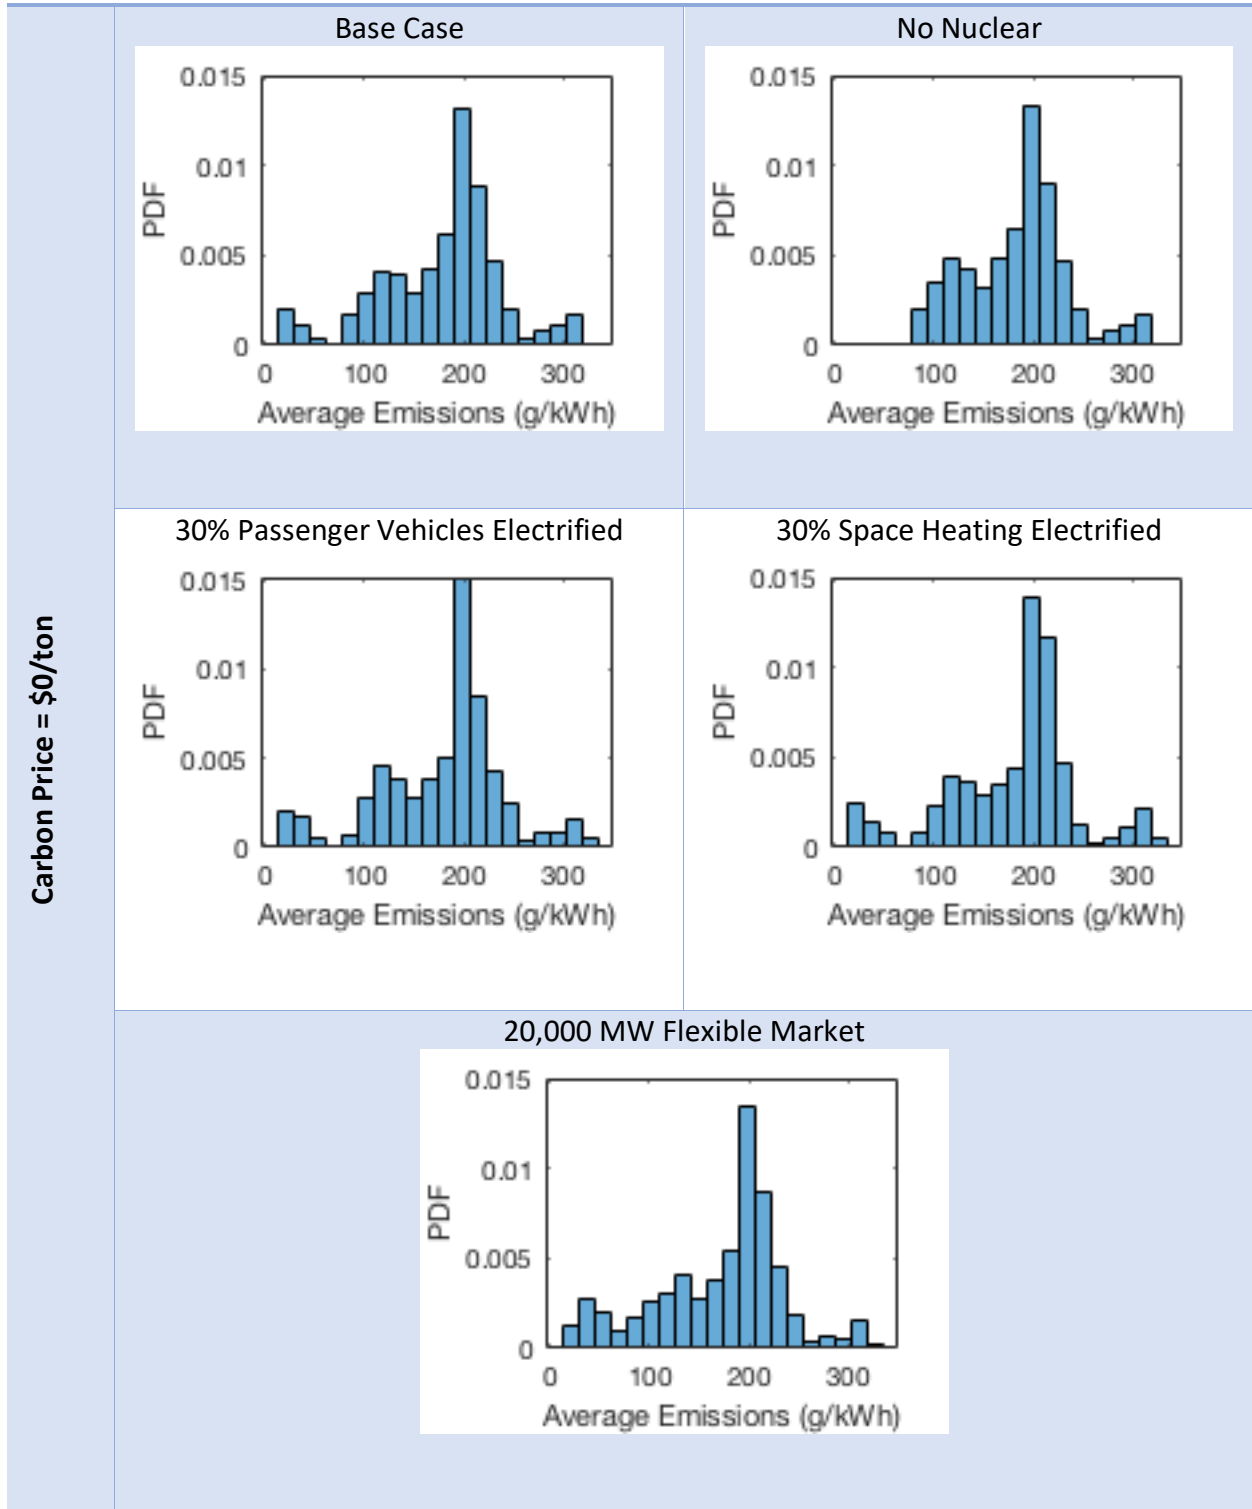 Carbon Price = $0/ton
Base Case
0.015
0.01
0.005
0
PDF
0 100 200 300
Average Emissions (g/kWh)
No Nuclear
0.015
0.01
0.005
0
PDF
0 100 200 300
Average Emissions (g/kWh)
30% Passenger Vehicles Electrified
0.015
0.01
0.005
0
PDF
0 100 200 300
Average Emissions (g/kWh)
30% Space Heating Electrified
0.015
0.01
0.005
0
PDF
0 100 200 300
Average Emissions (g/kWh)
20,000 MW Flexible Market
0.015
0.01
0.005
0
PDF
0 100 200 300
Average Emissions (g/kWh)